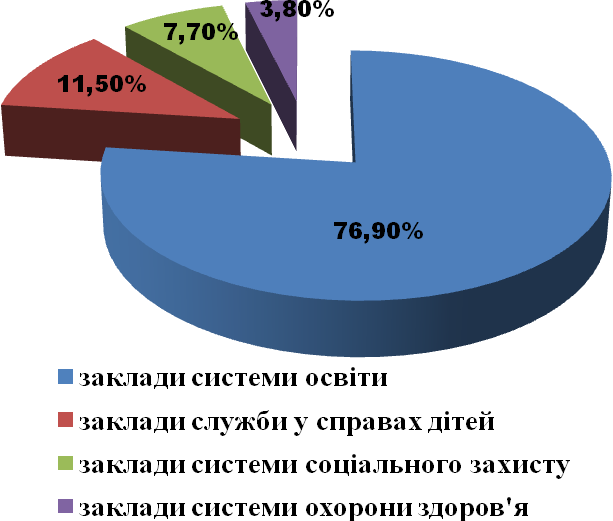 3,80%
7,70%
11,50%
76,90%
заклади системи освіти
заклади служби у справах дітей
заклади системи соціального захисту
заклади системи охорони здоров'я